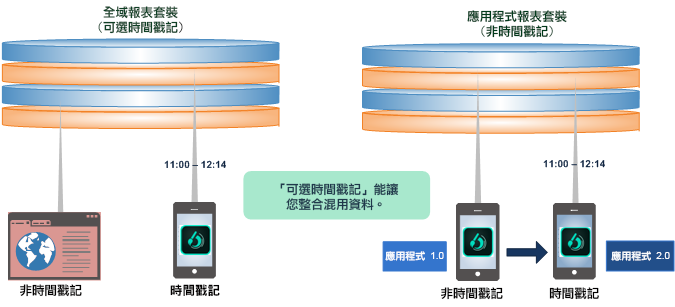 全域報表套裝
（可選時間戳記）
11:00 – 12:14
非時間戳記
時間戳記
「可選時間戳記」能讓
您整合混用資料。
應用程式報表套裝
（非時間戳記）
11:00 – 12:14
應用程式 1.0
應用程式 2.0
非時間戳記
時間戳記